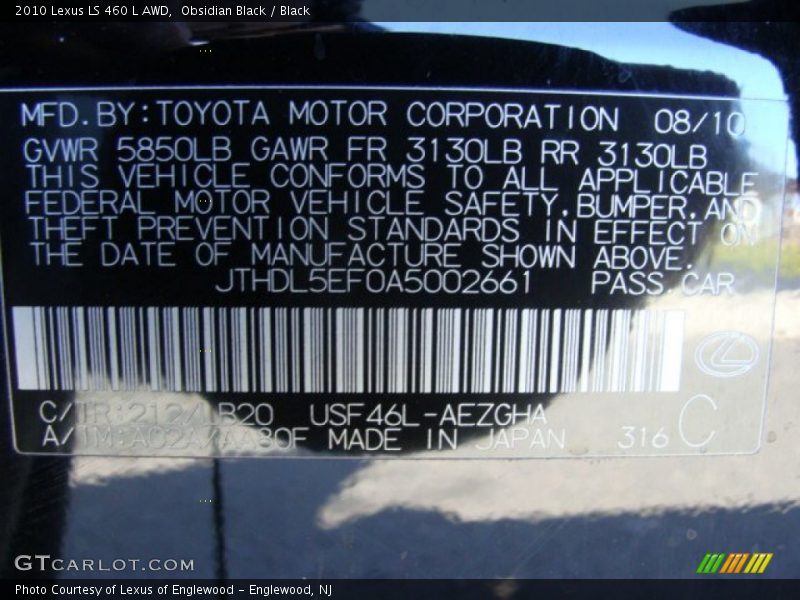 2010 Lexus LS 460 L AWD,  Obsidian Black / Black
MFD.BY:TOYOTA MOTOR CORPORATION 08/10
GVWR 5850LB GAWR FR 3130LB RR 3130LB
THIS VEHICLE CONFORMS TO ALL APPLICABLE
FEDERAL MOTOR VEHICLE SAFETY,BUMPER,AND
THEFT PREVENTION STANDARDS IN EFFECT ON
THE DATE OF MANUFACTURE SHOWN ABOVE.
JTHDL5EF0A5002661 PASS.CAR
C/TR:212/LB20 USF46L-AEZGHA
A/TM:A02A/AA80F MADE IN JAPAN 316 C
GTCARLOT.COM
Photo Courtesy of Lexus of Englewood - Englewood, NJ